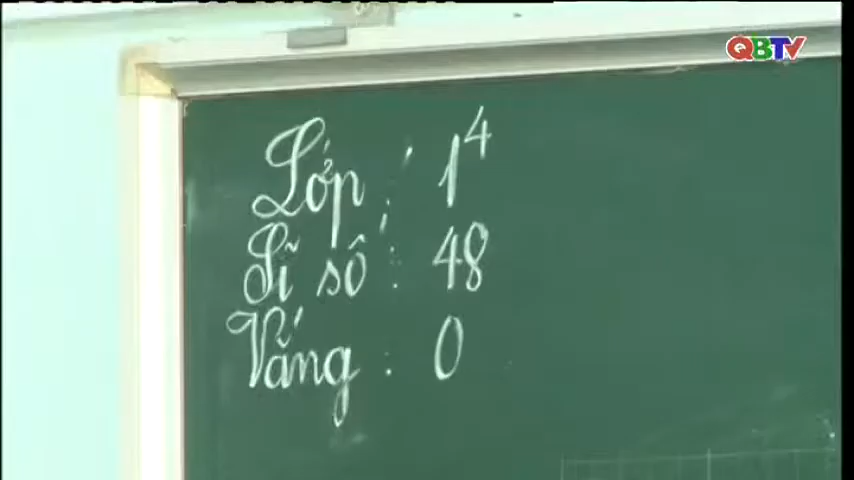 QBTV
Lớp : 1⁴
Sĩ số : 48
Vắng : 0